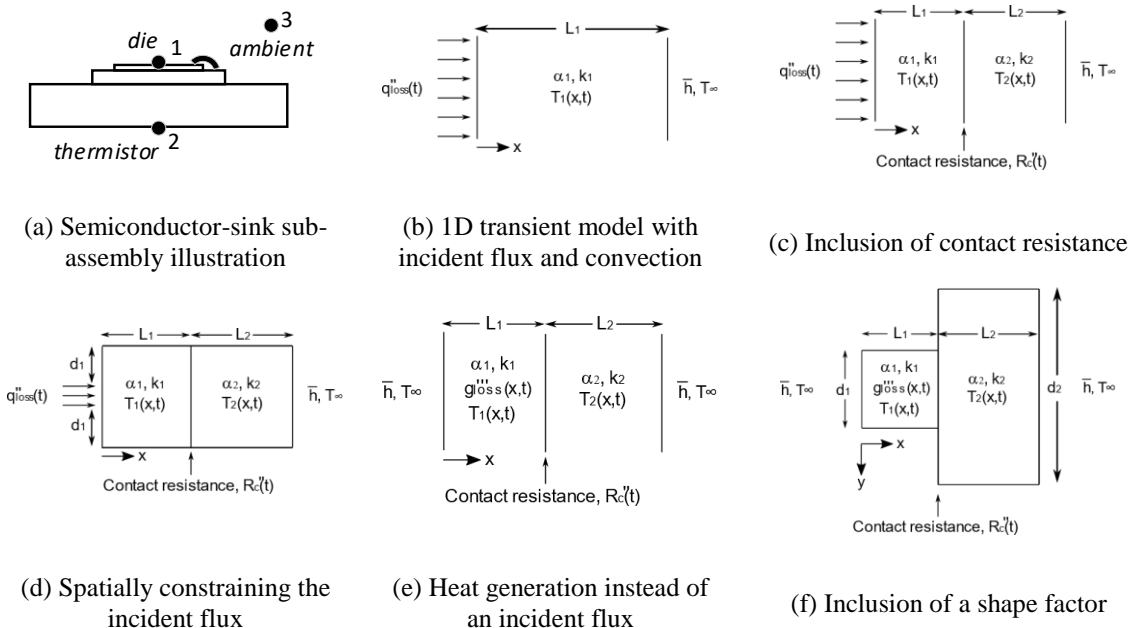 die
1
3
ambient
thermistor
2
L₁
q"loss(t)
α₁, k₁
T₁(x,t)
h̅, T∞
x
L₁
L₂
q"loss(t)
α₁, k₁
T₁(x,t)
α₂, k₂
T₂(x,t)
h̅, T∞
x
Contact resistance, Rc"(t)
(a) Semiconductor-sink sub-
assembly illustration
(b) 1D transient model with
incident flux and convection
(c) Inclusion of contact resistance
L₁
L₂
d₁
q"loss(t)
d₁
α₁, k₁
T₁(x,t)
α₂, k₂
T₂(x,t)
h̅, T∞
x
Contact resistance, Rc"(t)
L₁
L₂
h̅, T∞
α₁, k₁
g'''loss(x,t)
T₁(x,t)
α₂, k₂
T₂(x,t)
h̅, T∞
x
Contact resistance, Rc"(t)
L₁
L₂
h̅, T∞
d₁
α₁, k₁
g'''loss(x,t)
T₁(x,t)
α₂, k₂
T₂(x,t)
d₂
h̅, T∞
x
y
Contact resistance, Rc"(t)
(d) Spatially constraining the
incident flux
(e) Heat generation instead of
an incident flux
(f) Inclusion of a shape factor